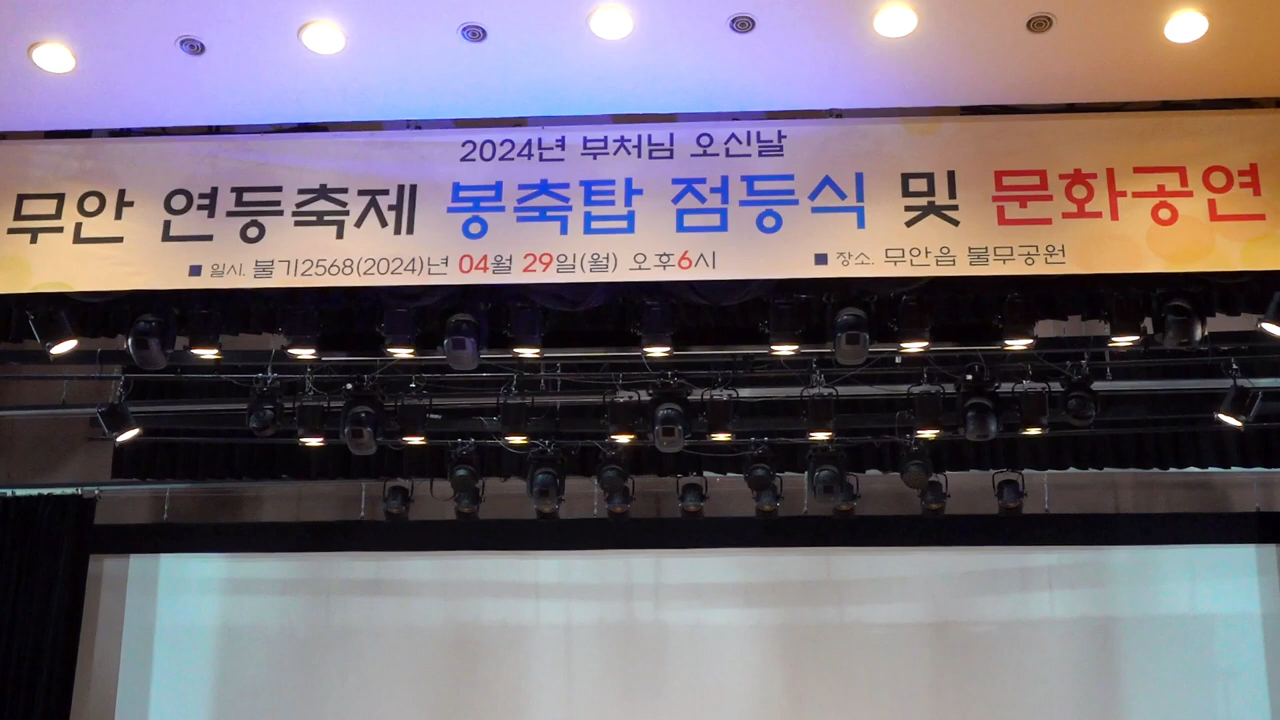 2024년 부처님 오신날
무안 연등축제 봉축탑 점등식 및 문화공연
■ 일시. 불기2568(2024)년 04월 29일(월) 오후6시 ■ 장소. 무안읍 불무공원